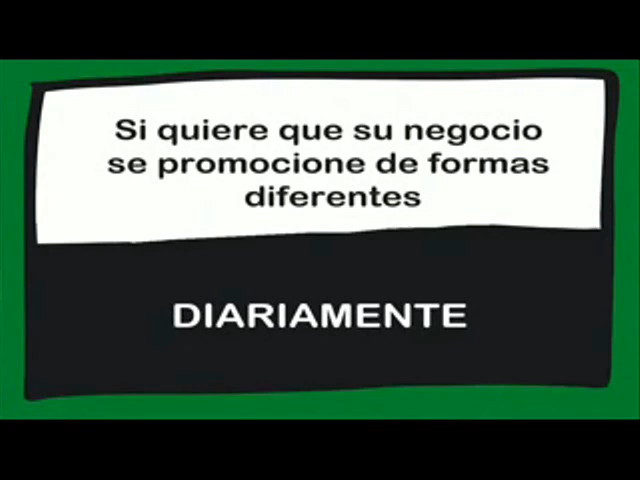 Si quiere que su negocio
se promocione de formas
diferentes
DIARIAMENTE